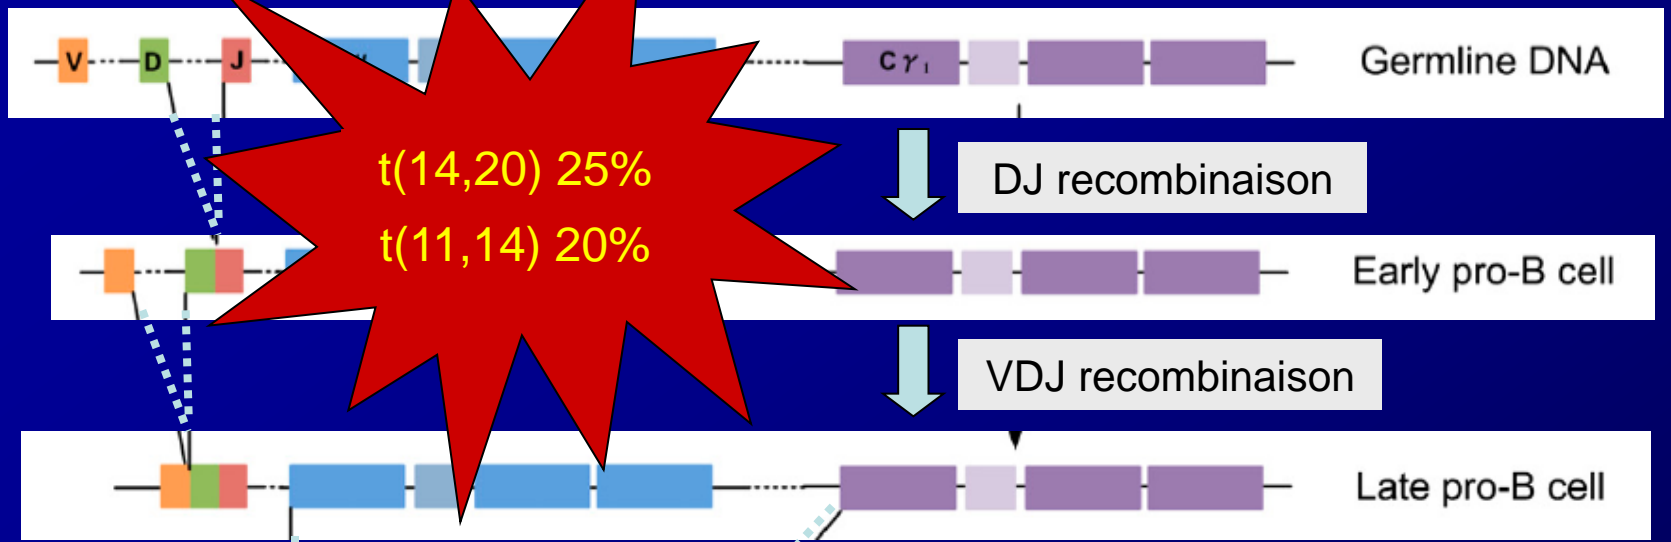 V D J Cγ₁ Germline DNA
t(14,20) 25%
DJ recombinaison
t(11,14) 20%
Early pro-B cell
VDJ recombinaison
Late pro-B cell